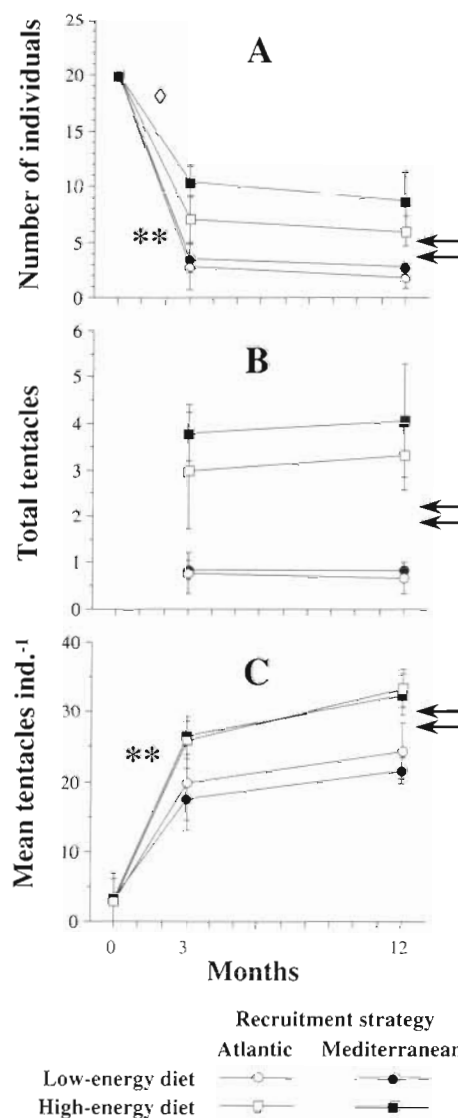 A
Number of individuals
25
20
15
10
5
0
◊
**
B
Total tentacles
6
5
4
3
2
1
0
C
Mean tentacles ind.-1
40
30
20
10
0
**
0 3 12
Months
Recruitment strategy
Atlantic Mediterranean
Low-energy diet
High-energy diet